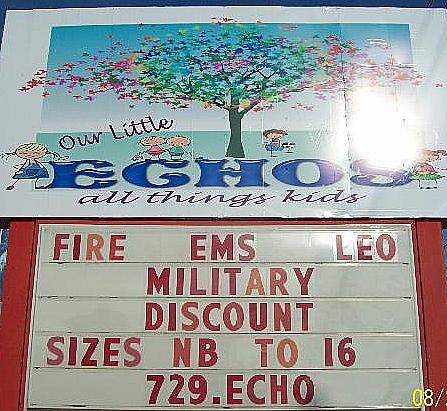 Our Little
ECHOS
all things kids
FIRE EMS LEO
MILITARY
DISCOUNT
SIZES NB TO 16
729.ECHO
08/